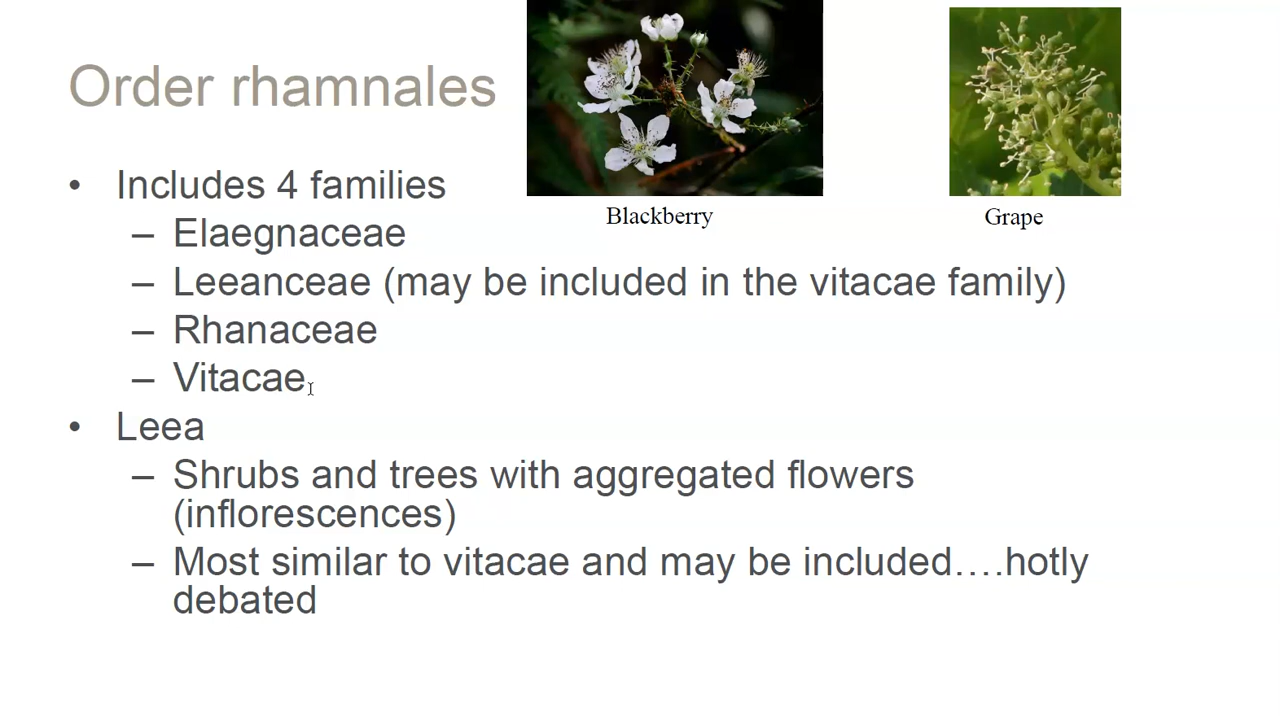 Order rhamnales
Blackberry
Grape
• Includes 4 families
– Elaegnaceae
– Leeanceae (may be included in the vitacae family)
– Rhanaceae
– Vitacae
• Leea
– Shrubs and trees with aggregated flowers
(inflorescences)
– Most similar to vitacae and may be included….hotly
debated